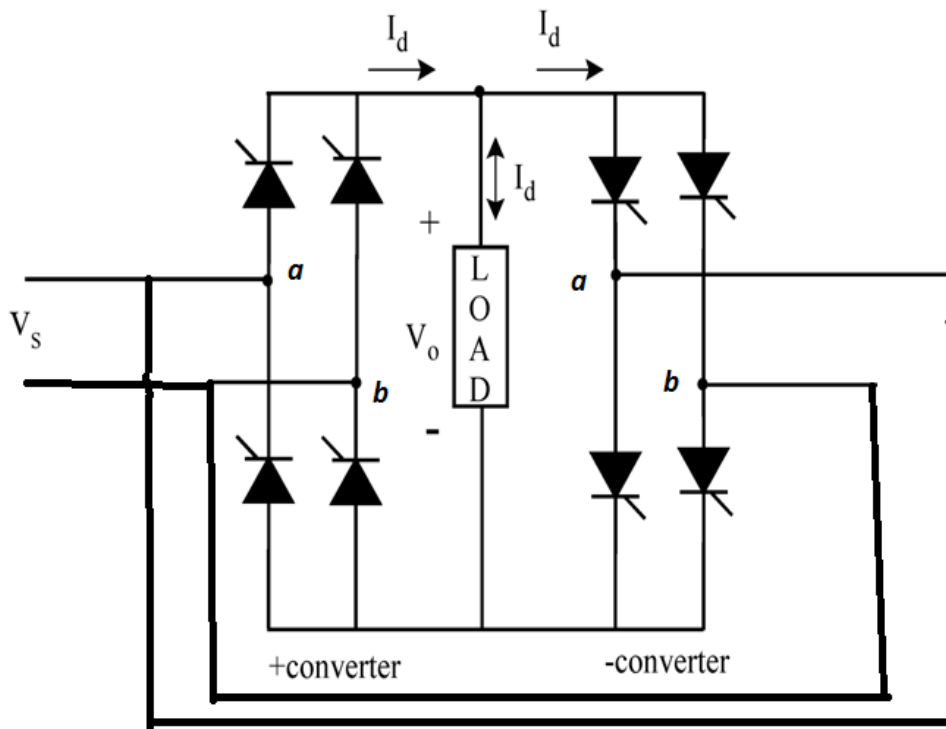 I_d I_d
I_d
+
a a
V_s
L
O
A
D
V_o
b b
-
+converter -converter